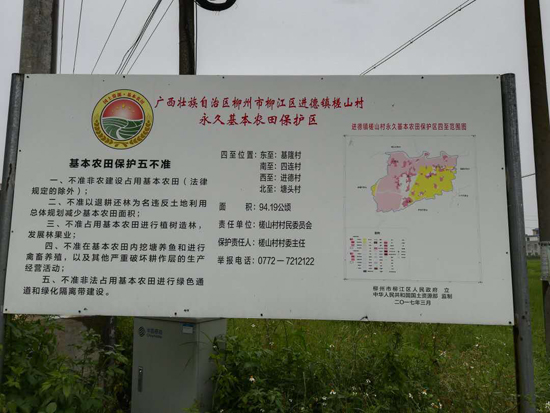 广西壮族自治区柳州市柳江区进德镇槎山村
永久基本农田保护区
基本农田保护五不准
一、不准非农建设占用基本农田（法律
规定的除外）；
二、不准以退耕还林为名违反土地利用
总体规划减少基本农田面积；
三、不准占用基本农田进行植树造林，
发展林果业；
四、不准在基本农田内挖塘养鱼和进行
禽畜养殖，以及其他严重破坏耕作层的生产
经营活动；
五、不准非法占用基本农田进行绿色通
道和绿化隔离带建设。
四至位置：东至：基隆村
南至：四连村
西至：进德村
北至：塘头村
面 积：94.19公顷
责任单位：槎山村村民委员会
保护责任人：槎山村村委主任
举报电话：0772－7212122
进德镇槎山村永久基本农田保护区四至范围图
柳州市柳江区人民政府 立
中华人民共和国国土资源部 监制
二〇一七年三月